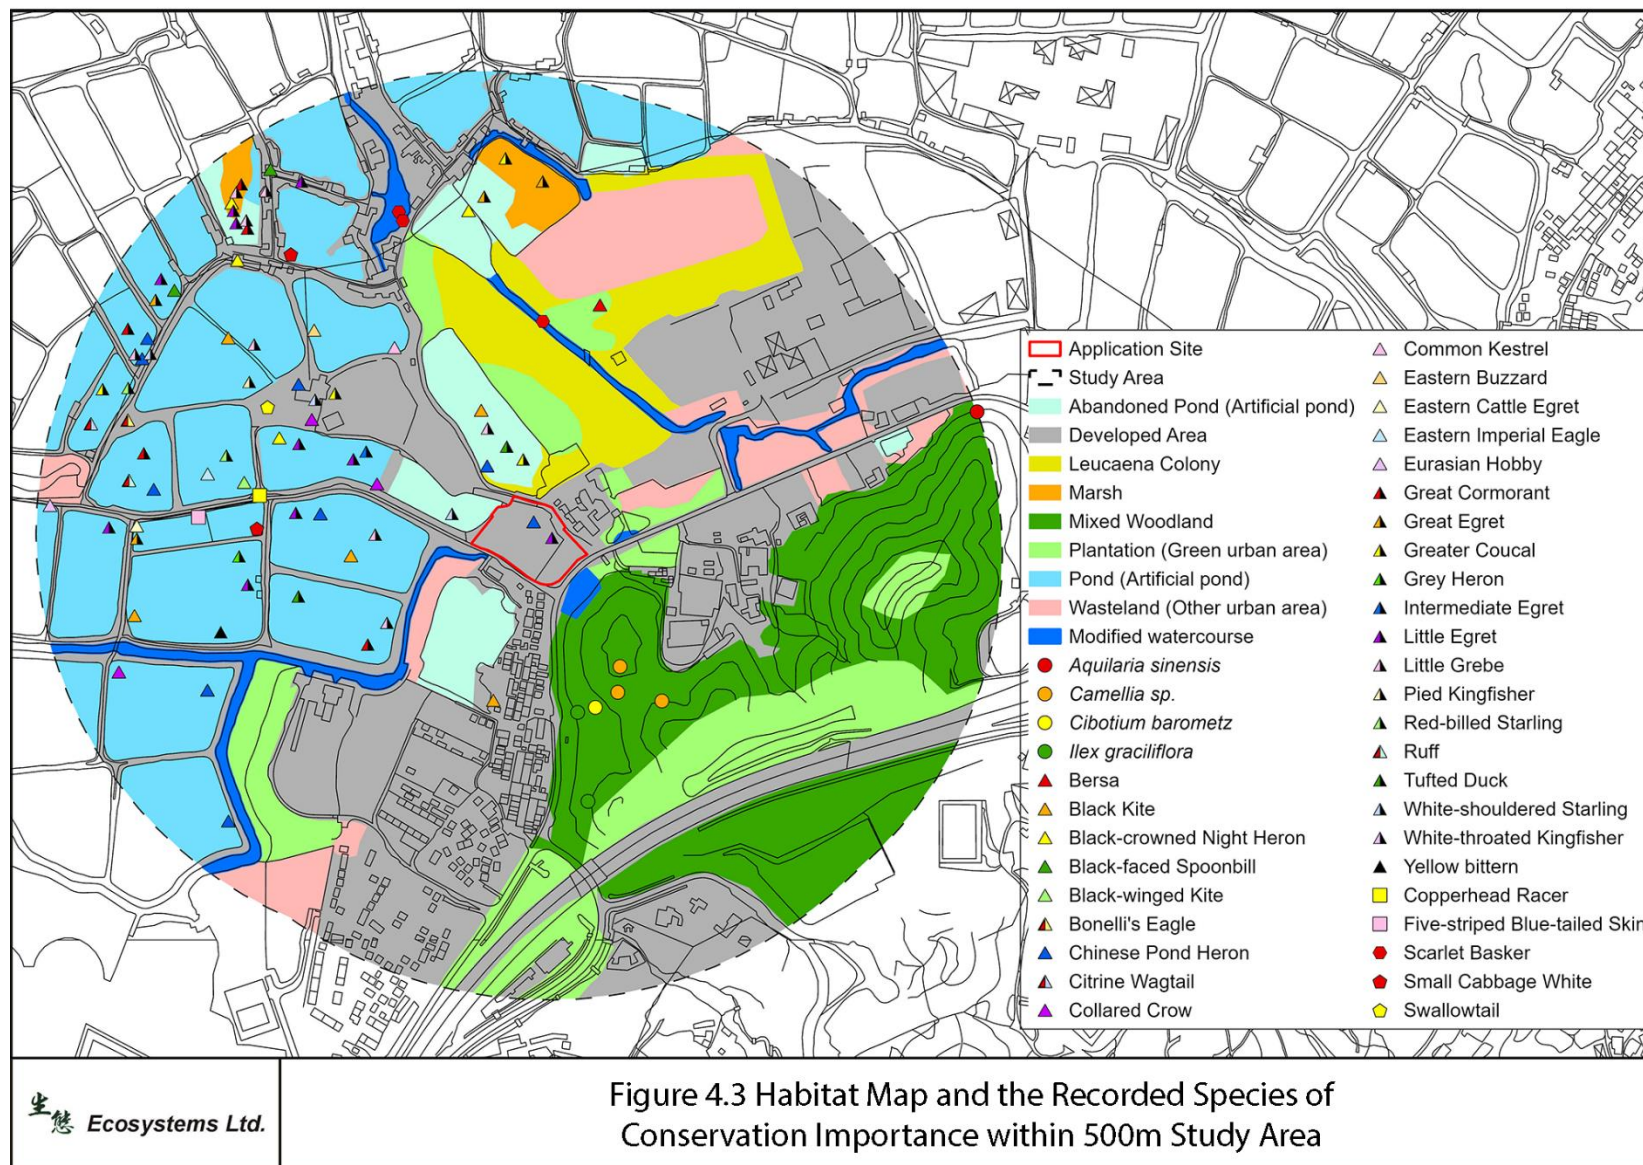 Application Site
Study Area
Abandoned Pond (Artificial pond)
Developed Area
Leucaena Colony
Marsh
Mixed Woodland
Plantation (Green urban area)
Pond (Artificial pond)
Wasteland (Other urban area)
Modified watercourse
Aquilaria sinensis
Camellia sp.
Cibotium barometz
Ilex graciliflora
Bersa
Black Kite
Black-crowned Night Heron
Black-faced Spoonbill
Black-winged Kite
Bonelli's Eagle
Chinese Pond Heron
Citrine Wagtail
Collared Crow
Common Kestrel
Eastern Buzzard
Eastern Cattle Egret
Eastern Imperial Eagle
Eurasian Hobby
Great Cormorant
Great Egret
Greater Coucal
Grey Heron
Intermediate Egret
Little Egret
Little Grebe
Pied Kingfisher
Red-billed Starling
Ruff
Tufted Duck
White-shouldered Starling
White-throated Kingfisher
Yellow bittern
Copperhead Racer
Five-striped Blue-tailed Skin
Scarlet Basker
Small Cabbage White
Swallowtail
生態 Ecosystems Ltd.
Figure 4.3 Habitat Map and the Recorded Species of
Conservation Importance within 500m Study Area